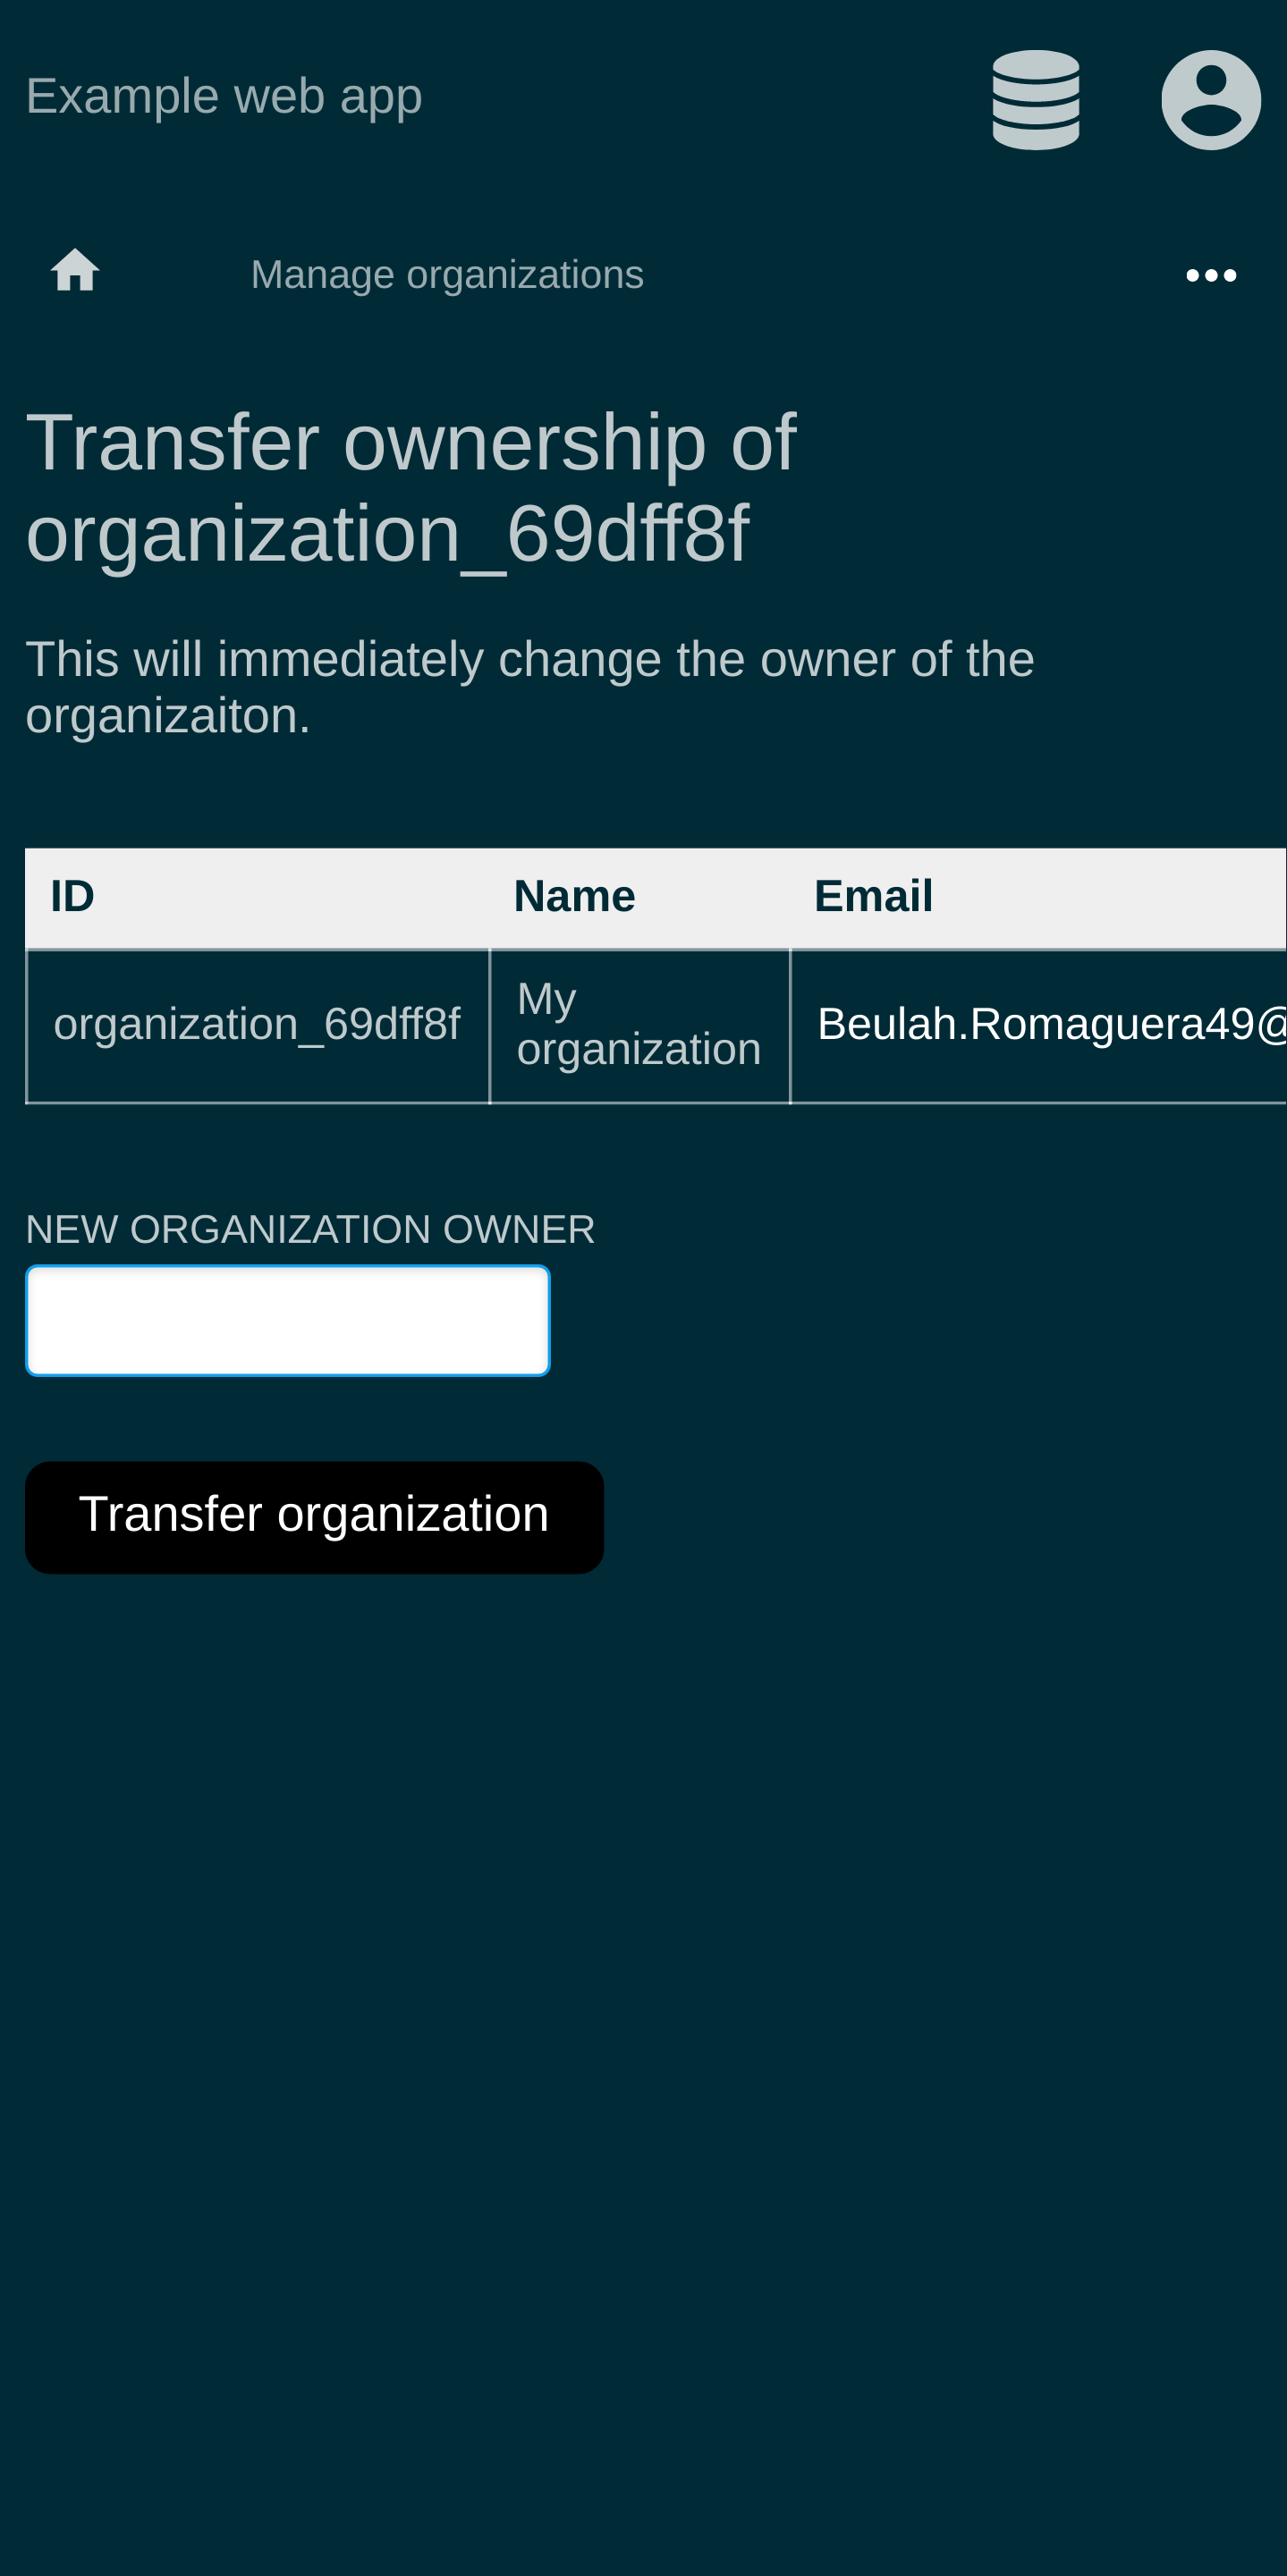 Example web app
Manage organizations
Transfer ownership of
organization_69dff8f
This will immediately change the owner of the
organizaiton.
ID Name Email
organization_69dff8f My organization Beulah.Romaguera49@
NEW ORGANIZATION OWNER
Transfer organization